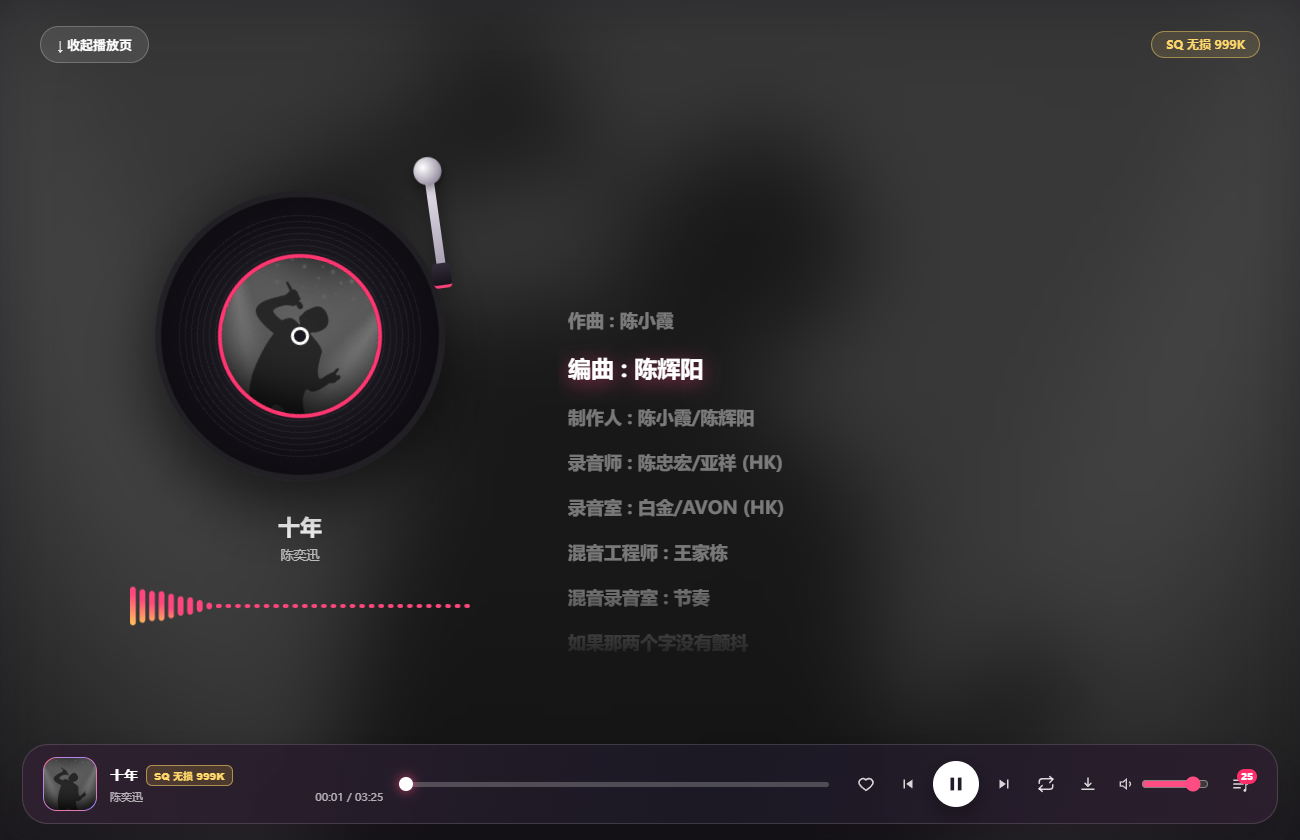 ↓ 收起播放页
SQ 无损 999K
作曲 : 陈小霞
编曲 : 陈辉阳
制作人 : 陈小霞/陈辉阳
录音师 : 陈忠宏/亚祥 (HK)
录音室 : 白金/AVON (HK)
混音工程师 : 王家栋
混音录音室 : 节奏
如果那两个字没有颤抖
十年
陈奕迅
十年
SQ 无损 999K
陈奕迅
00:01 / 03:25
25